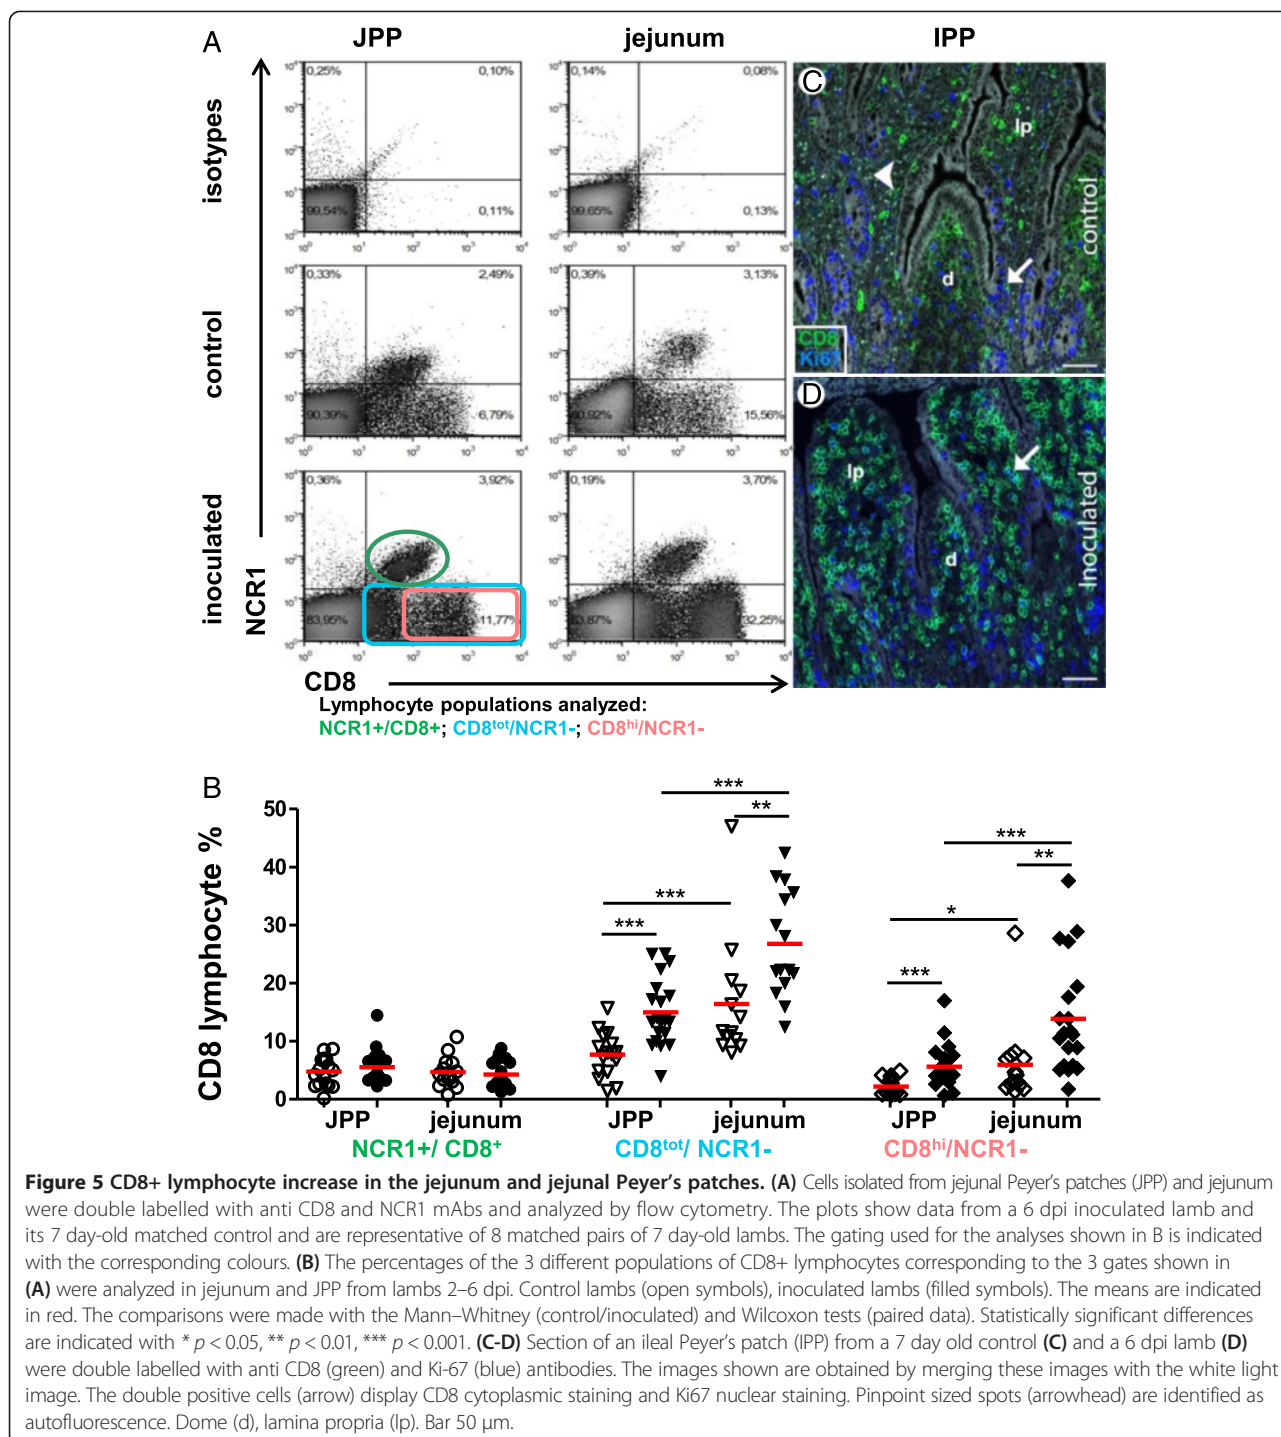 A
JPP
jejunum
IPP
isotypes
0,25%
0,10%
99,54%
0,11%
0,14%
0,08%
99,65%
0,13%
control
0,33%
2,49%
90,39%
6,79%
0,39%
3,13%
80,92%
15,56%
inoculated
0,36%
3,92%
83,95%
11,77%
0,19%
3,70%
63,87%
32,25%
10⁰ 10¹ 10² 10³ 10⁴
NCR1
CD8
C
lp
d
control
CD8
Ki67
D
lp
d
Inoculated
Lymphocyte populations analyzed:
NCR1+/CD8+; CD8ᵗᵒᵗ/NCR1-; CD8ʰⁱ/NCR1-
B
CD8 lymphocyte %
50
40
30
20
10
0
*** ** *** *** *** ** * ***
JPP jejunum JPP jejunum JPP jejunum
NCR1+/ CD8⁺ CD8ᵗᵒᵗ/ NCR1- CD8ʰⁱ/NCR1-
Figure 5 CD8+ lymphocyte increase in the jejunum and jejunal Peyer's patches. (A) Cells isolated from jejunal Peyer's patches (JPP) and jejunum
were double labelled with anti CD8 and NCR1 mAbs and analyzed by flow cytometry. The plots show data from a 6 dpi inoculated lamb and
its 7 day-old matched control and are representative of 8 matched pairs of 7 day-old lambs. The gating used for the analyses shown in B is indicated
with the corresponding colours. (B) The percentages of the 3 different populations of CD8+ lymphocytes corresponding to the 3 gates shown in
(A) were analyzed in jejunum and JPP from lambs 2–6 dpi. Control lambs (open symbols), inoculated lambs (filled symbols). The means are indicated
in red. The comparisons were made with the Mann–Whitney (control/inoculated) and Wilcoxon tests (paired data). Statistically significant differences
are indicated with * p < 0.05, ** p < 0.01, *** p < 0.001. (C-D) Section of an ileal Peyer's patch (IPP) from a 7 day old control (C) and a 6 dpi lamb (D)
were double labelled with anti CD8 (green) and Ki-67 (blue) antibodies. The images shown are obtained by merging these images with the white light
image. The double positive cells (arrow) display CD8 cytoplasmic staining and Ki67 nuclear staining. Pinpoint sized spots (arrowhead) are identified as
autofluorescence. Dome (d), lamina propria (lp). Bar 50 μm.